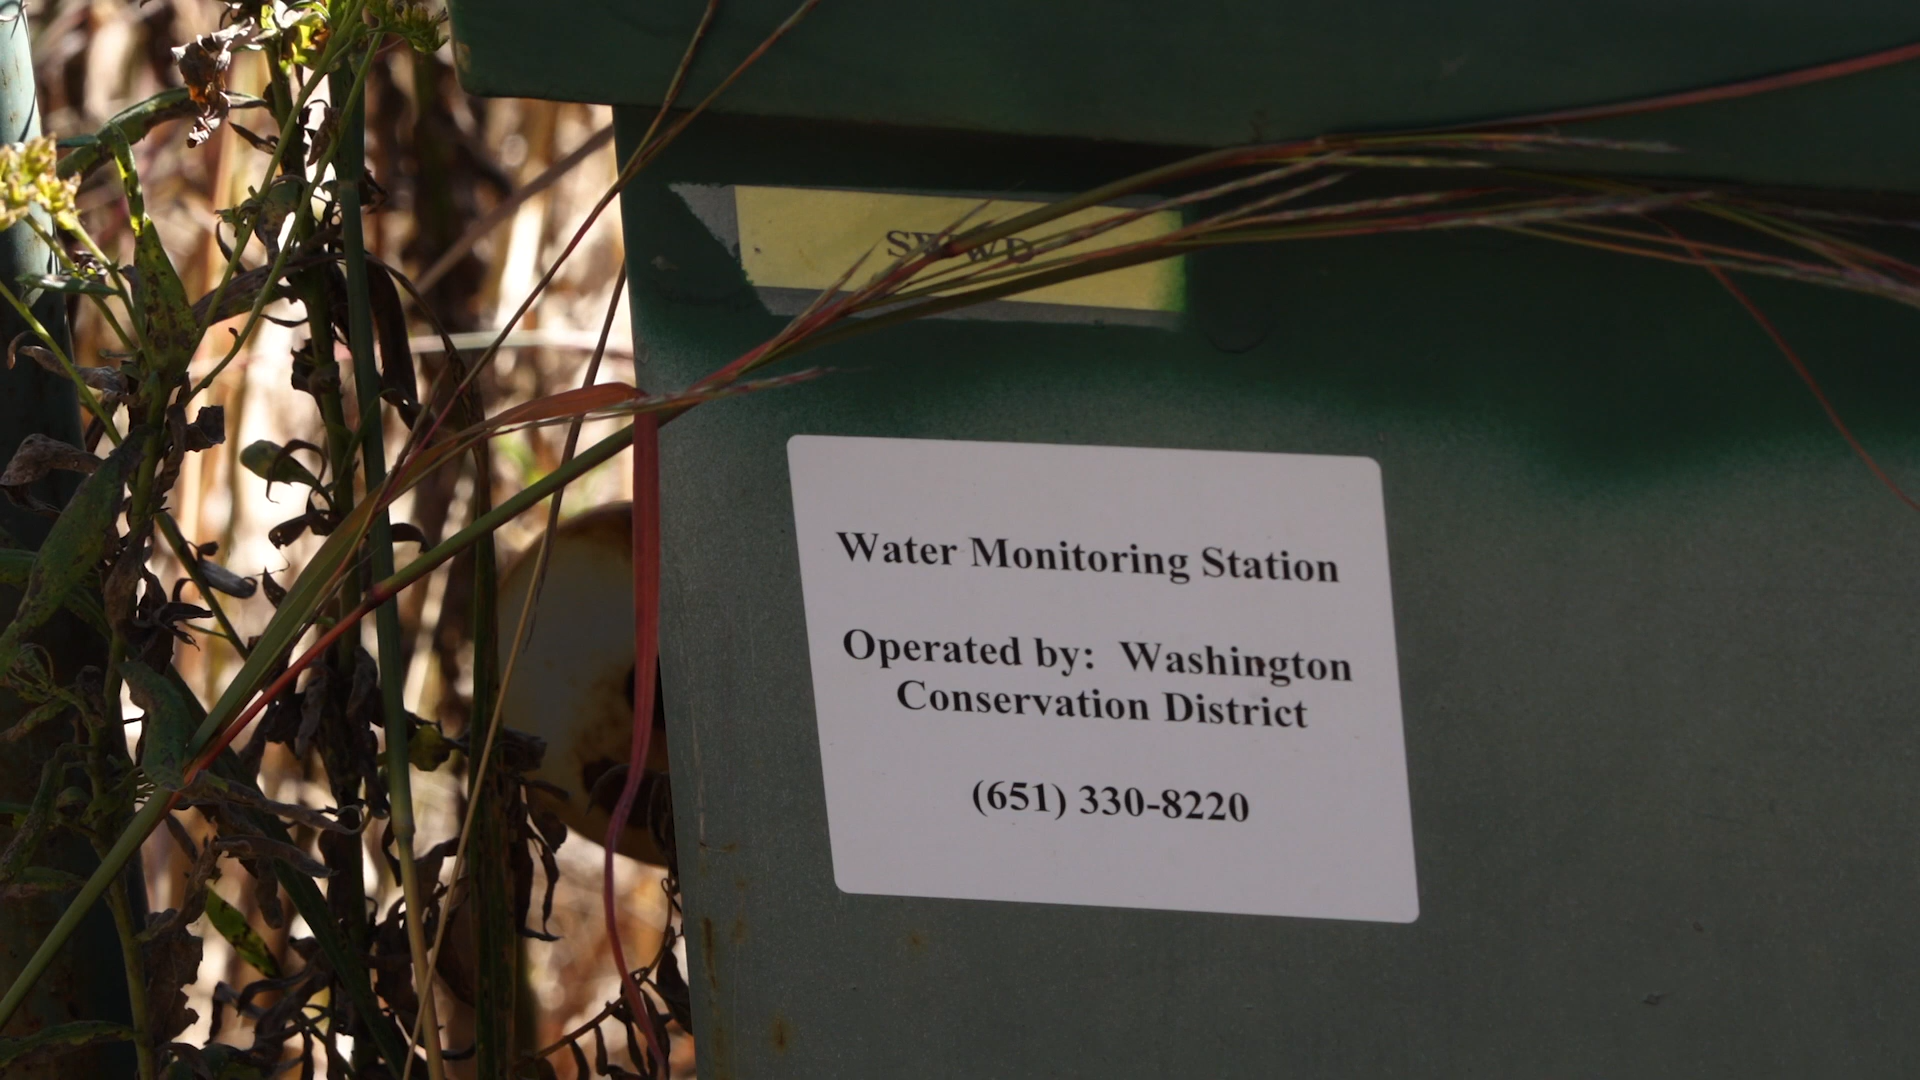 Water Monitoring Station
Operated by: Washington
Conservation District
(651) 330-8220